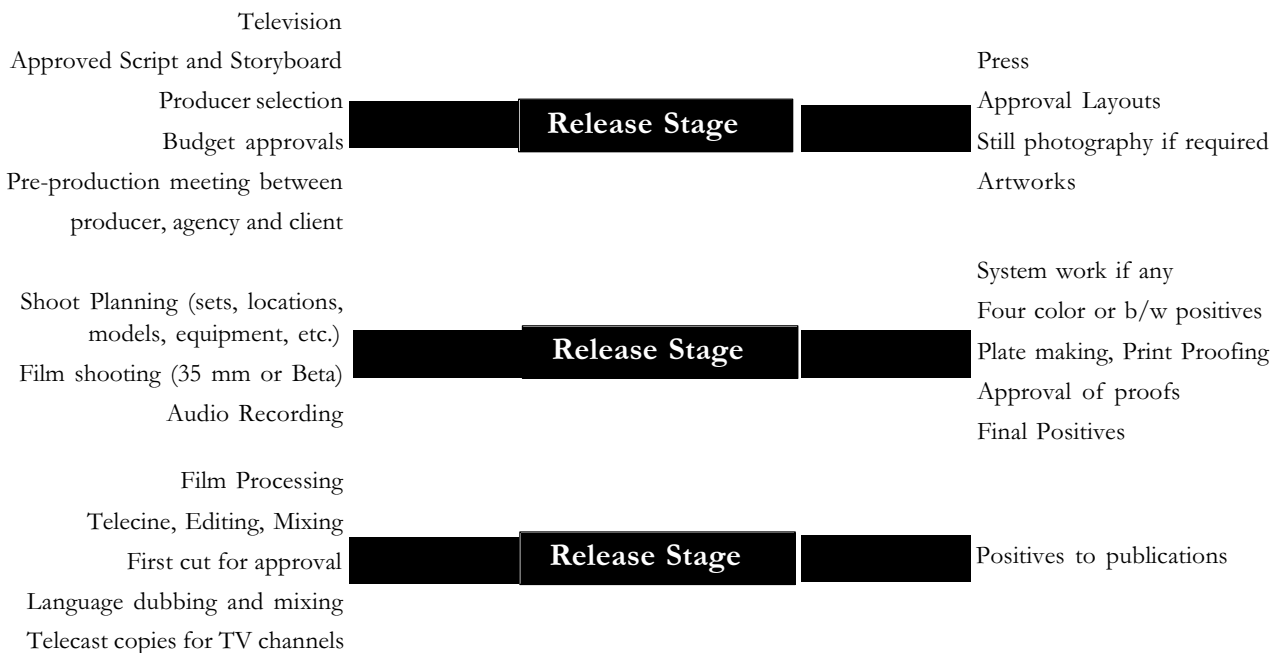 Television
Approved Script and Storyboard
Producer selection
Budget approvals
Pre-production meeting between
producer, agency and client
Release Stage
Press
Approval Layouts
Still photography if required
Artworks
Shoot Planning (sets, locations,
models, equipment, etc.)
Film shooting (35 mm or Beta)
Audio Recording
Release Stage
System work if any
Four color or b/w positives
Plate making, Print Proofing
Approval of proofs
Final Positives
Film Processing
Telecine, Editing, Mixing
First cut for approval
Language dubbing and mixing
Telecast copies for TV channels
Release Stage
Positives to publications